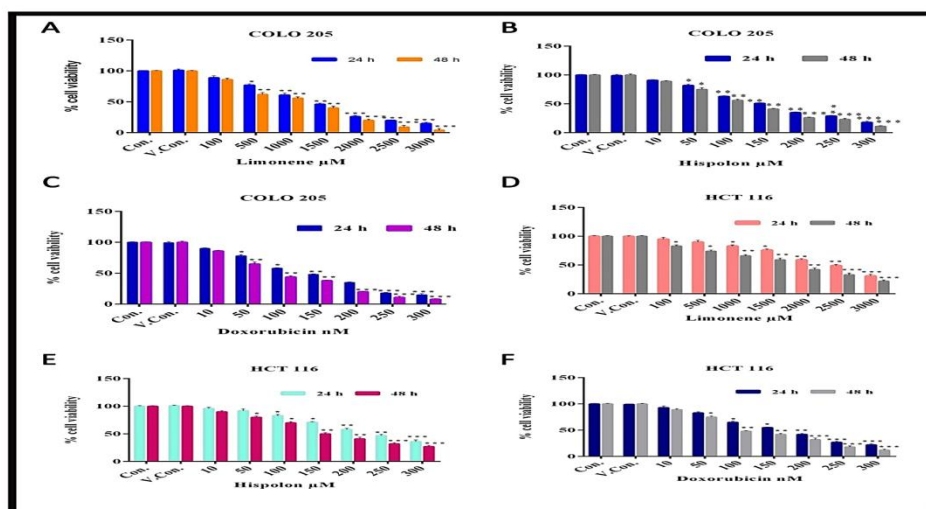 A
COLO 205
24 h 48 h
% cell viability
150
100
50
0
Con. V.Con. 100 500 1000 1500 2000 2500 3000
Limonene µM
B
COLO 205
24 h 48 h
% cell vaibility
150
100
50
0
Con. V.Con. 10 50 100 150 200 250 300
Hispolon µM
C
COLO 205
24 h 48 h
% cell vaibility
150
100
50
0
Con. V.Con. 10 50 100 150 200 250 300
Doxorubicin nM
D
HCT 116
24 h 48 h
% cell viability
150
100
50
0
Con. V.Con. 100 500 1000 1500 2000 2500 3000
Limonene µM
E
HCT 116
24 h 48 h
% cell viability
150
100
50
0
Con. V.Con. 10 50 100 150 200 250 300
Hispolon µM
F
HCT 116
24 h 48 h
% cell viability
150
100
50
0
Con. V.Con. 10 50 100 150 200 250 300
Doxorubicin nM